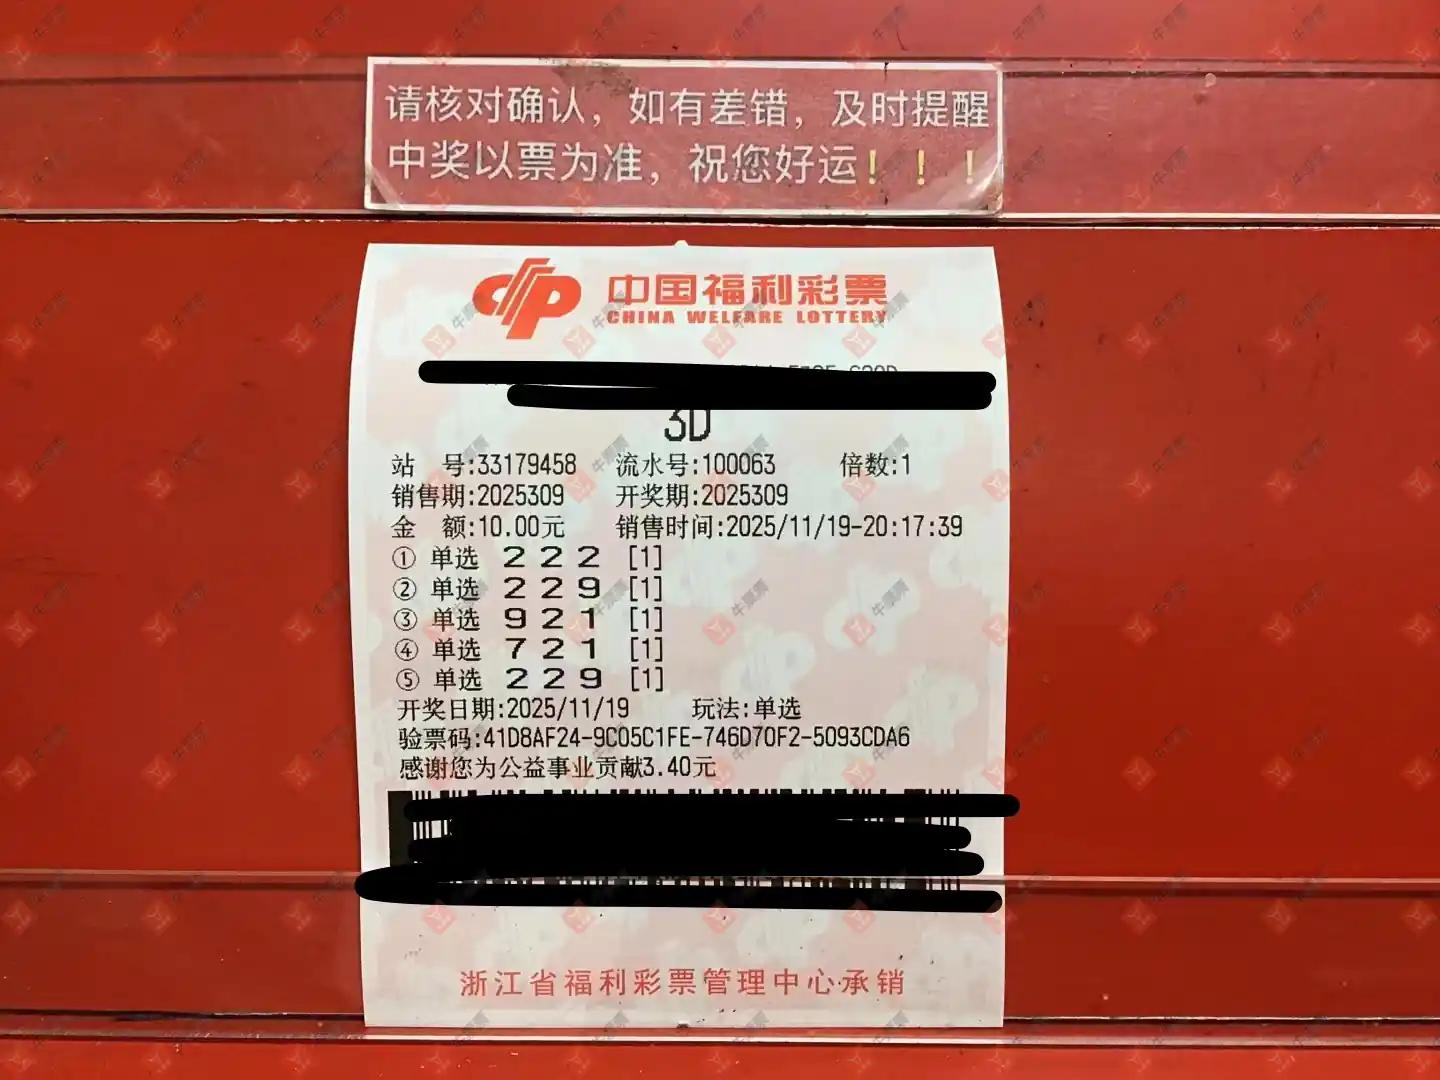 请核对确认，如有差错，及时提醒
中奖以票为准，祝您好运！！！
中国福利彩票
CHINA WELFARE LOTTERY
3D
站 号:33179458 流水号:100063 倍数:1
销售期:2025309 开奖期:2025309
金 额:10.00元 销售时间:2025/11/19-20:17:39
① 单选 2 2 2 [1]
② 单选 2 2 9 [1]
③ 单选 9 2 1 [1]
④ 单选 7 2 1 [1]
⑤ 单选 2 2 9 [1]
开奖日期:2025/11/19 玩法:单选
验票码:41D8AF24-9C05C1FE-746D70F2-5093CDA6
感谢您为公益事业贡献3.40元
浙江省福利彩票管理中心承销
牛票票